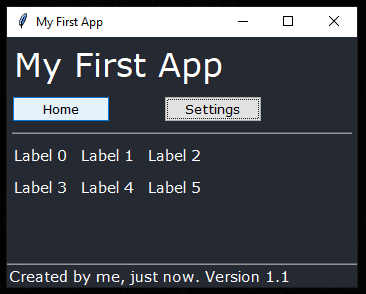 My First App
My First App
Home Settings
Label 0 Label 1 Label 2
Label 3 Label 4 Label 5
Created by me, just now. Version 1.1